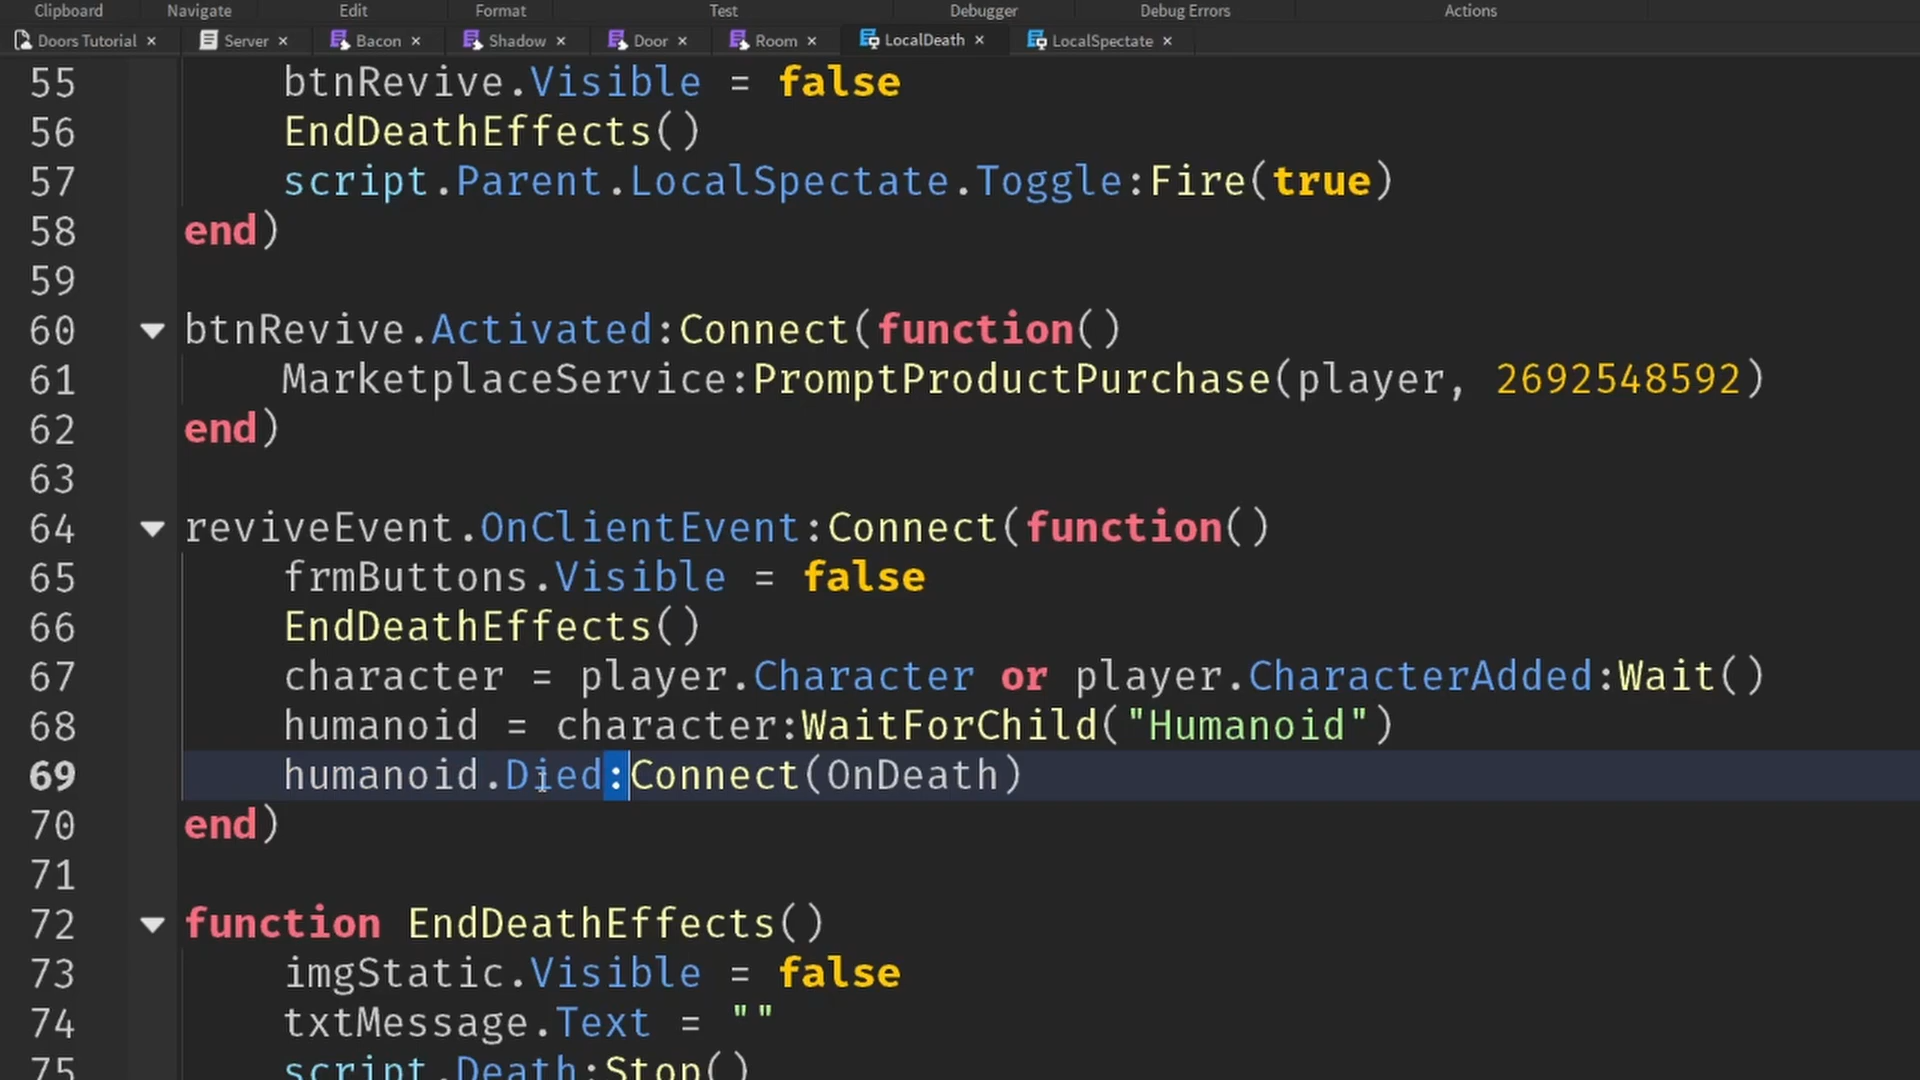 Clipboard Navigate Edit Format Test Debugger Debug Errors Actions
Doors Tutorial × Server × Bacon × Shadow × Door × Room × LocalDeath × LocalSpectate ×
55 btnRevive.Visible = false
56 EndDeathEffects()
57 script.Parent.LocalSpectate.Toggle:Fire(true)
58 end)
59
60 btnRevive.Activated:Connect(function()
61 MarketplaceService:PromptProductPurchase(player, 2692548592)
62 end)
63
64 reviveEvent.OnClientEvent:Connect(function()
65 frmButtons.Visible = false
66 EndDeathEffects()
67 character = player.Character or player.CharacterAdded:Wait()
68 humanoid = character:WaitForChild("Humanoid")
69 humanoid.Died:Connect(OnDeath)
70 end)
71
72 function EndDeathEffects()
73 imgStatic.Visible = false
74 txtMessage.Text = ""
75 script.Death:Stop()